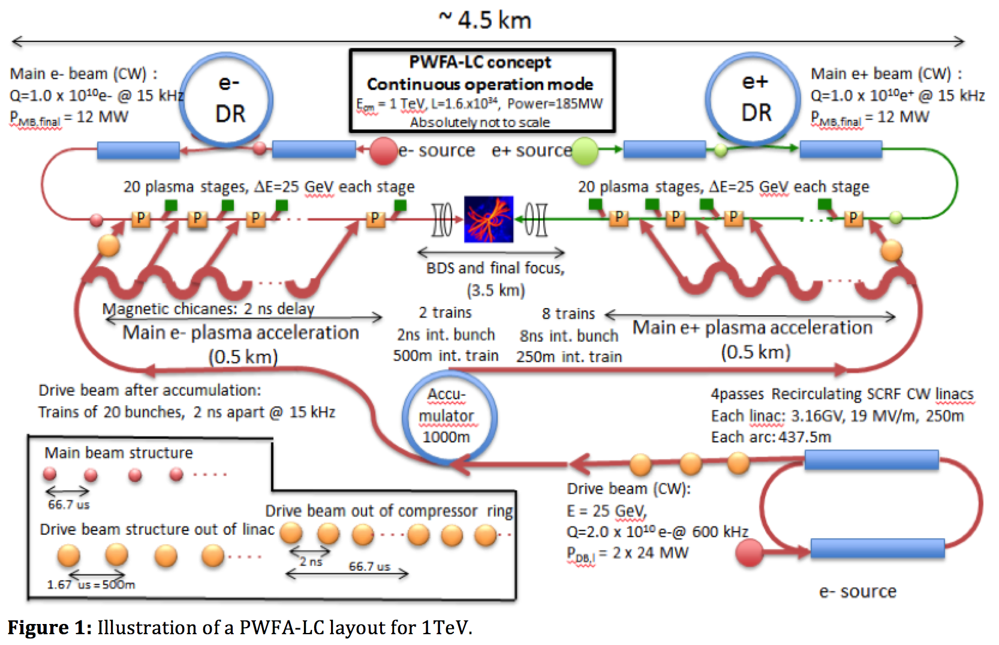 ~ 4.5 km
PWFA-LC concept
Continuous operation mode
Ecm = 1 TeV, L=1.6.x10³⁴, Power=185MW
Absolutely not to scale
Main e- beam (CW) :
Q=1.0 x 10¹⁰e- @ 15 kHz
P_MB,final = 12 MW
e-
DR
e+
DR
Main e+ beam (CW) :
Q=1.0 x 10¹⁰e⁺ @ 15 kHz
P_MB,final = 12 MW
e- source
e+ source
20 plasma stages, ΔE=25 GeV each stage
20 plasma stages, ΔE=25 GeV each stage
P
P
P
P
P
P
P
P
BDS and final focus,
(3.5 km)
Magnetic chicanes: 2 ns delay
Main e- plasma acceleration
(0.5 km)
2 trains
2ns int. bunch
500m int. train
8 trains
8ns int. bunch
250m int. train
Main e+ plasma acceleration
(0.5 km)
Drive beam after accumulation:
Trains of 20 bunches, 2 ns apart @ 15 kHz
Accu-
mulator
1000m
4passes Recirculating SCRF CW linacs
Each linac: 3.16GV, 19 MV/m, 250m
Each arc: 437.5m
Main beam structure
66.7 us
Drive beam structure out of linac
1.67 us = 500m
Drive beam out of compressor ring
2 ns
66.7 us
Drive beam (CW):
E = 25 GeV,
Q=2.0 x 10¹⁰ e-@ 600 kHz
P_DB,I = 2 x 24 MW
e- source
Figure 1: Illustration of a PWFA-LC layout for 1TeV.